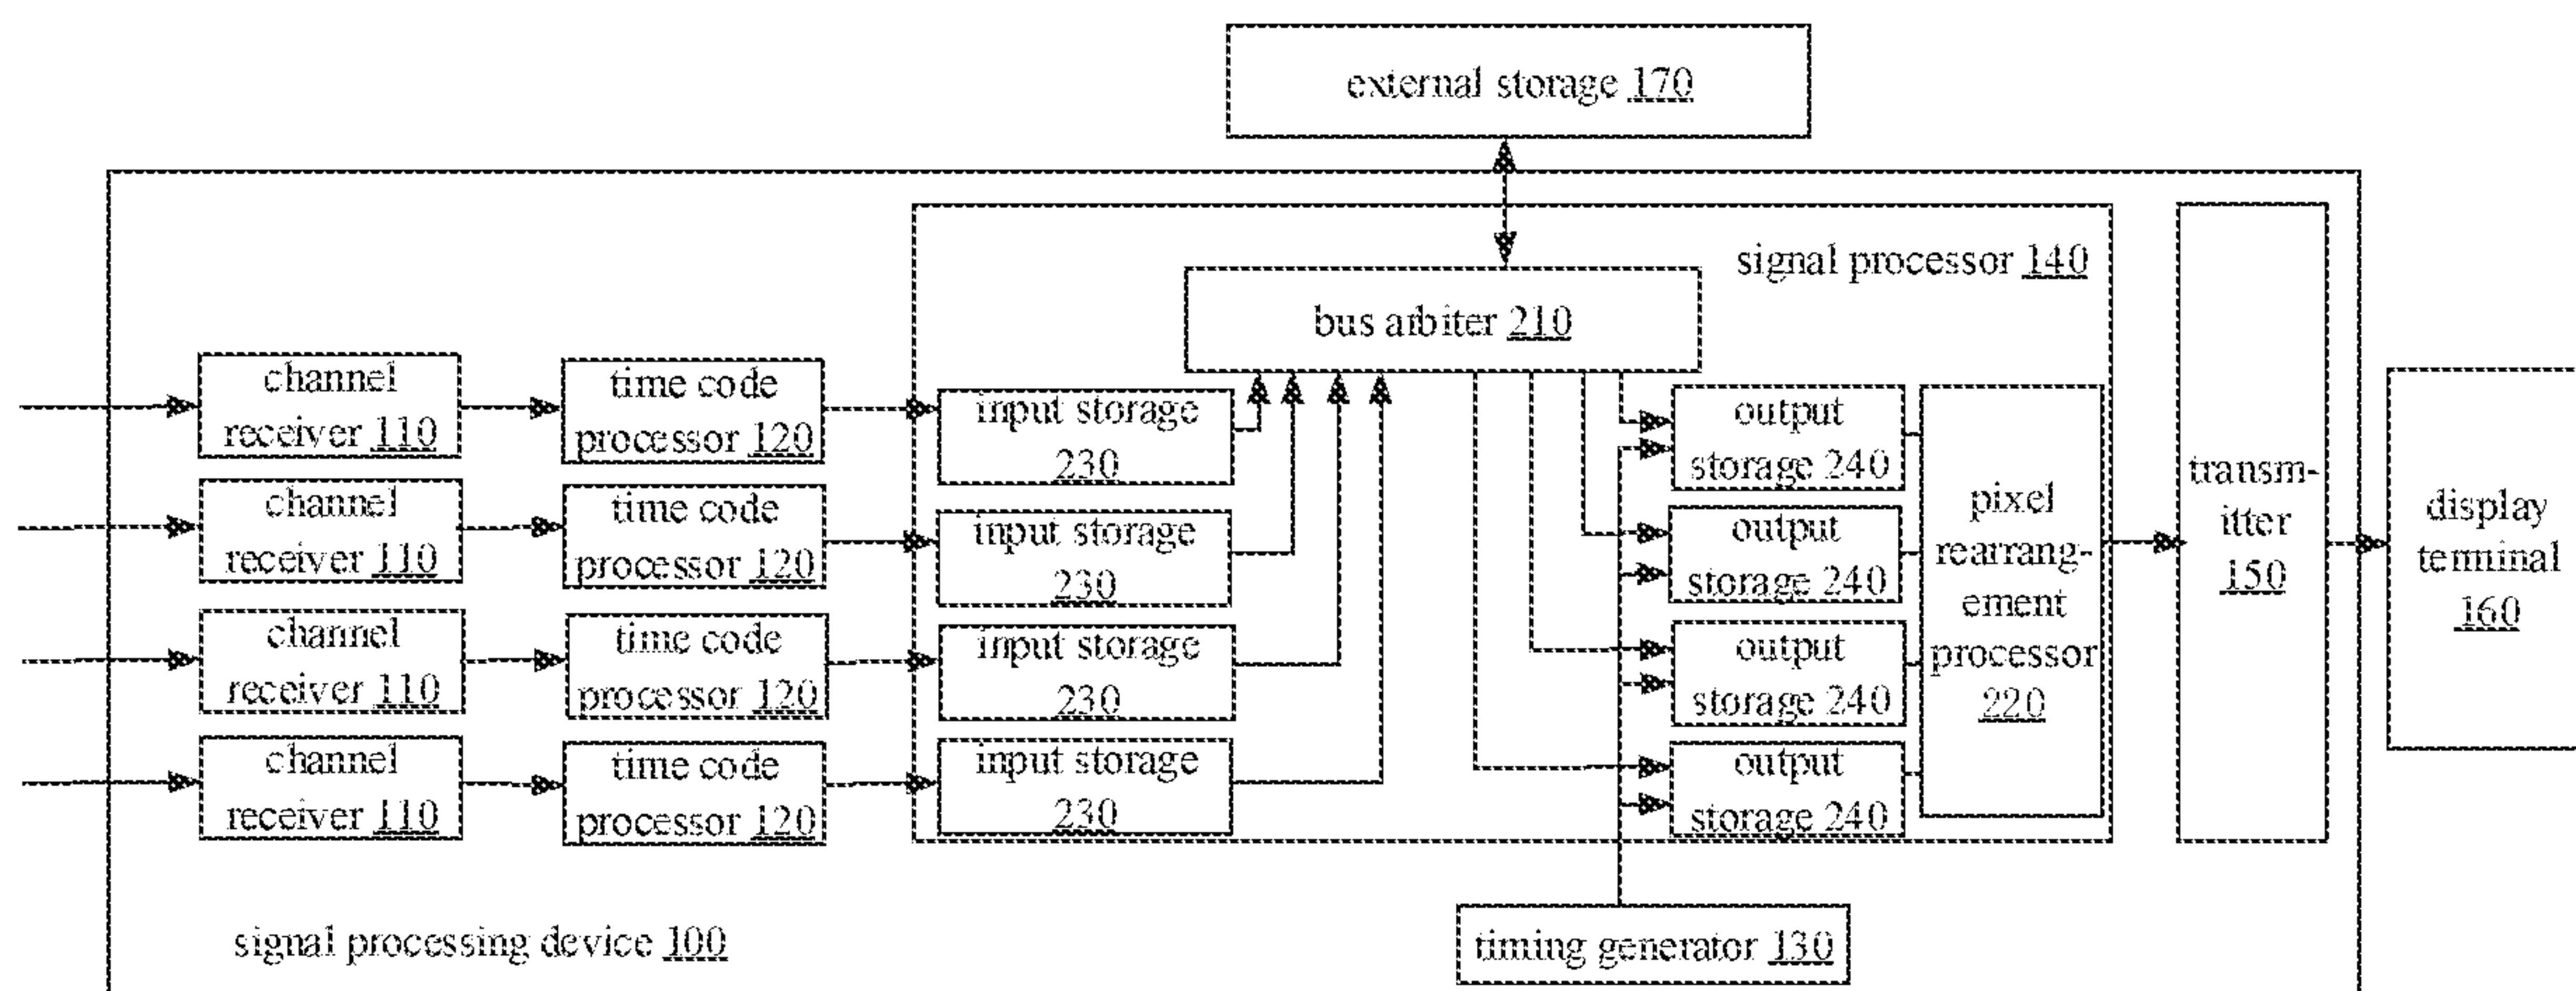 external storage 170
signal processor 140
bus arbiter 210
channel
receiver 110
time code
processor 120
input storage
230
output
storage 240
channel
receiver 110
time code
processor 120
input storage
230
output
storage 240
channel
receiver 110
time code
processor 120
input storage
230
output
storage 240
channel
receiver 110
time code
processor 120
input storage
230
output
storage 240
pixel
rearrang-
ement
processor
220
transm-
itter
150
display
terminal
160
signal processing device 100
timing generator 130